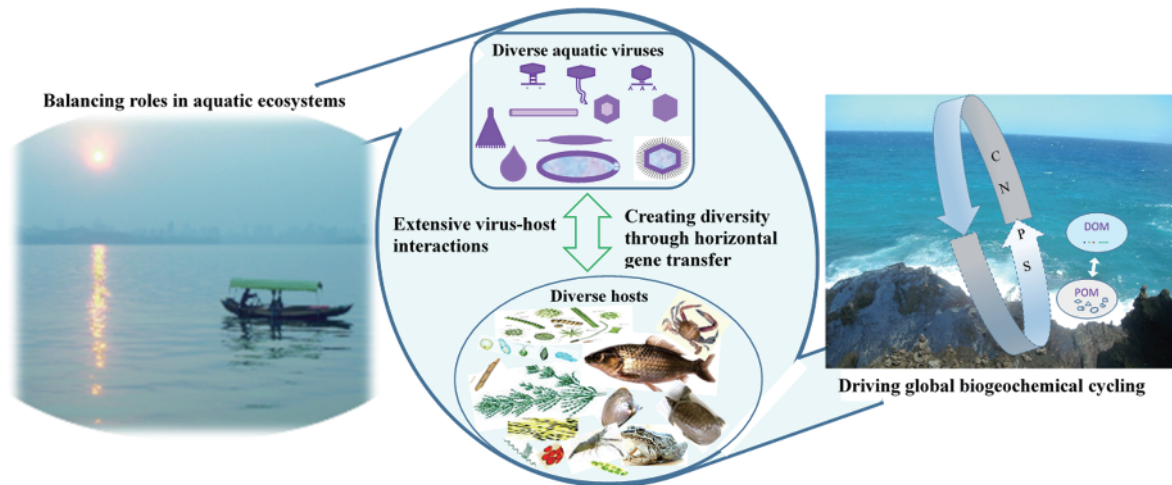 Balancing roles in aquatic ecosystems
Diverse aquatic viruses
Extensive virus-host
interactions
Creating diversity
through horizontal
gene transfer
Diverse hosts
C
N
P
S
DOM
POM
Driving global biogeochemical cycling